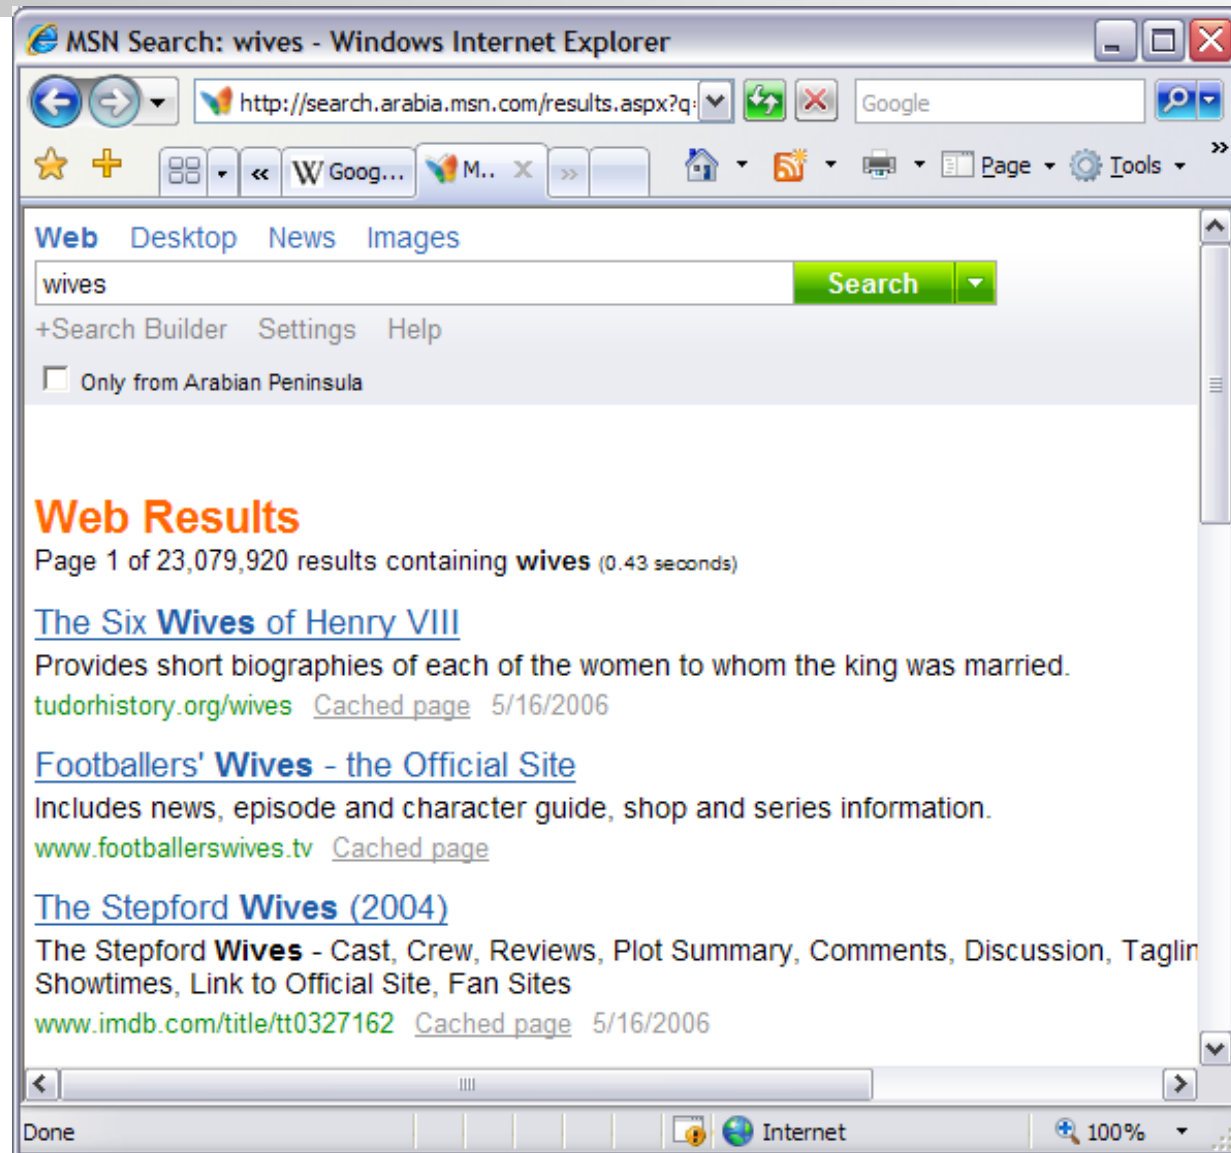 MSN Search: wives - Windows Internet Explorer
http://search.arabia.msn.com/results.aspx?q=
Google
W Goog... M.. Page Tools
Web Desktop News Images
wives Search
+Search Builder Settings Help
Only from Arabian Peninsula
Web Results
Page 1 of 23,079,920 results containing wives (0.43 seconds)
The Six Wives of Henry VIII
Provides short biographies of each of the women to whom the king was married.
tudorhistory.org/wives Cached page 5/16/2006
Footballers' Wives - the Official Site
Includes news, episode and character guide, shop and series information.
www.footballerswives.tv Cached page
The Stepford Wives (2004)
The Stepford Wives - Cast, Crew, Reviews, Plot Summary, Comments, Discussion, Taglin
Showtimes, Link to Official Site, Fan Sites
www.imdb.com/title/tt0327162 Cached page 5/16/2006
Done Internet 100%